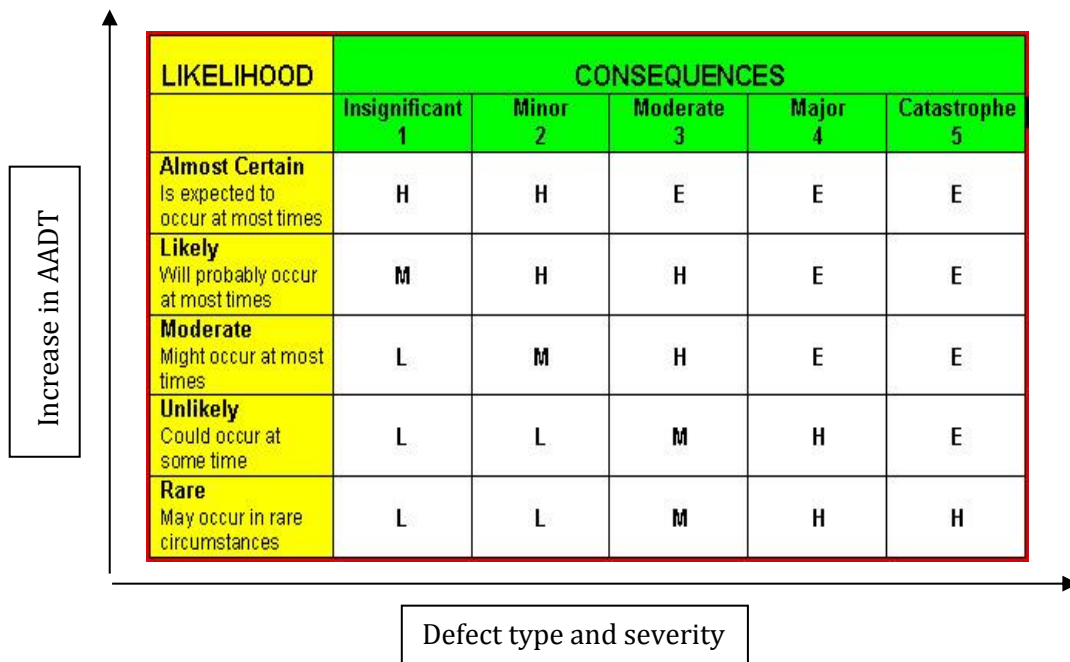 LIKELIHOOD
CONSEQUENCES
Insignificant Minor Moderate Major Catastrophe
1 2 3 4 5
Almost Certain
Is expected to
occur at most times
H H E E E
Likely
Will probably occur
at most times
M H H E E
Moderate
Might occur at most
times
L M H E E
Unlikely
Could occur at
some time
L L M H E
Rare
May occur in rare
circumstances
L L M H H
Increase in AADT
Defect type and severity